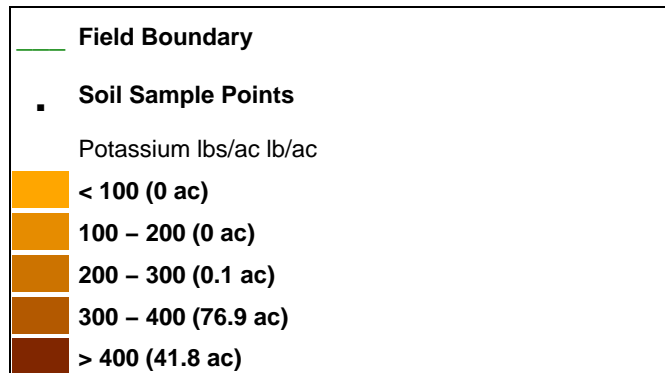 Field Boundary
Soil Sample Points
Potassium lbs/ac lb/ac
< 100 (0 ac)
100 − 200 (0 ac)
200 − 300 (0.1 ac)
300 − 400 (76.9 ac)
> 400 (41.8 ac)